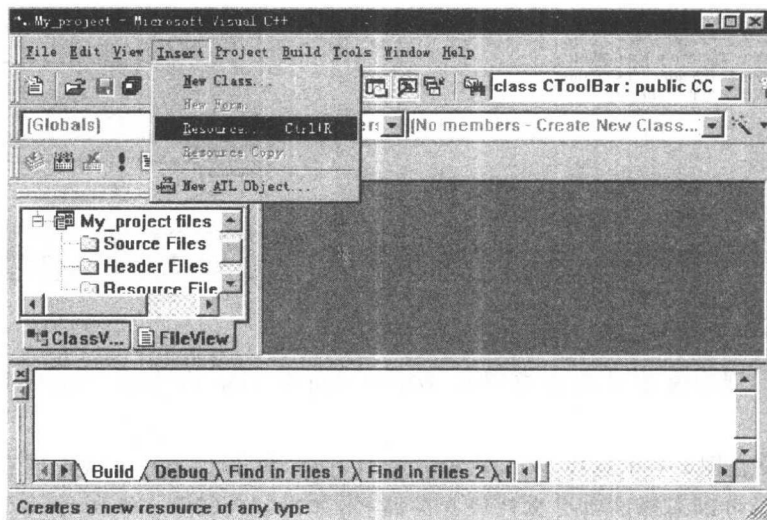 My_project - Microsoft Visual C++
File Edit View Insert Project Build Tools Window Help
New Class...
New Form...
Resource... Ctrl+R
Resource Copy
New ATL Object...
class CToolBar : public CC
(Globals)
(No members - Create New Class...
My_project files
Source Files
Header Files
Resource File
ClassV... FileView
Build Debug Find in Files 1 Find in Files 2
Creates a new resource of any type